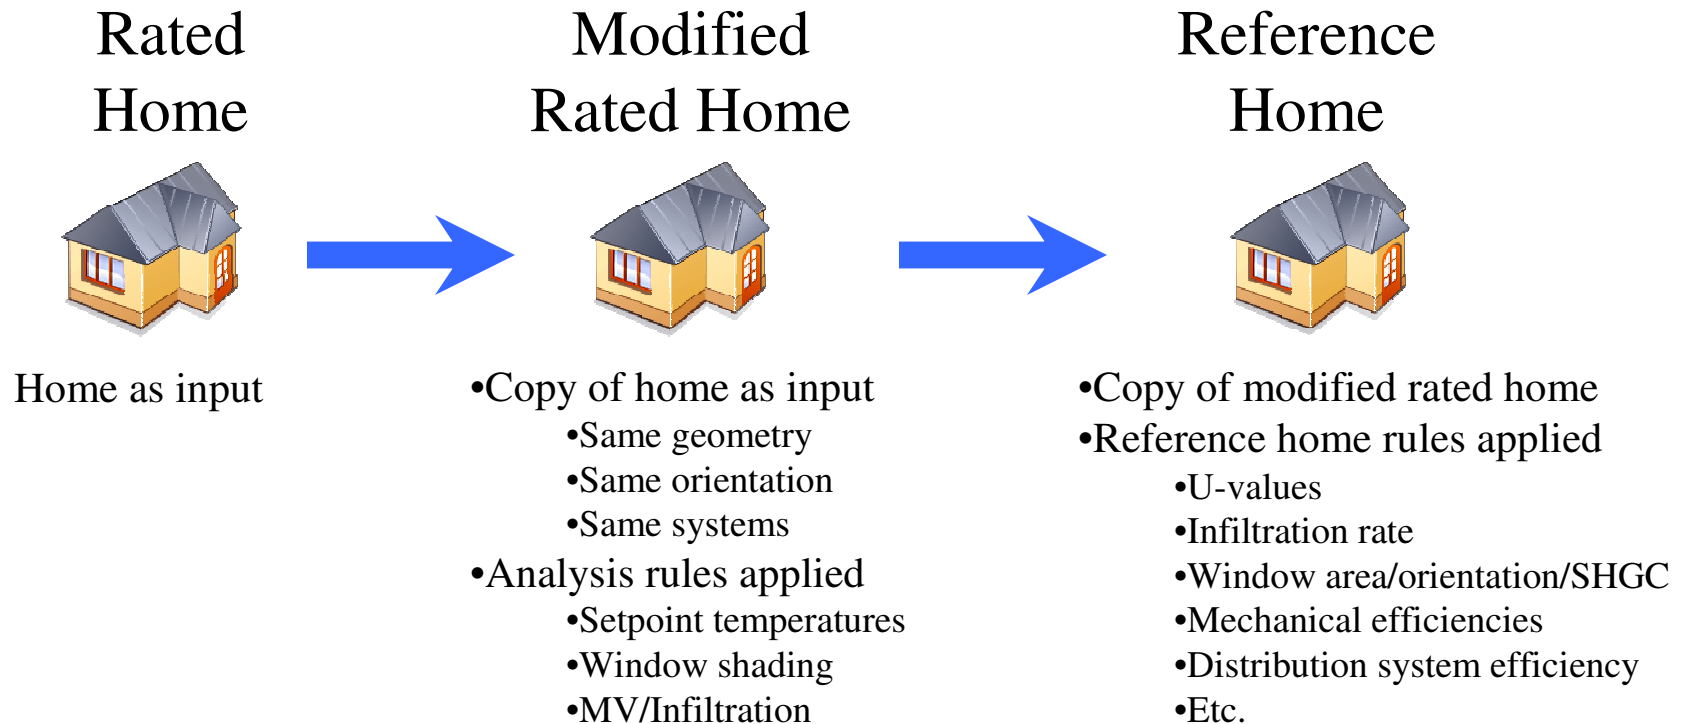 Rated
Home
Home as input
Modified
Rated Home
•Copy of home as input
•Same geometry
•Same orientation
•Same systems
•Analysis rules applied
•Setpoint temperatures
•Window shading
•MV/Infiltration
Reference
Home
•Copy of modified rated home
•Reference home rules applied
•U-values
•Infiltration rate
•Window area/orientation/SHGC
•Mechanical efficiencies
•Distribution system efficiency
•Etc.